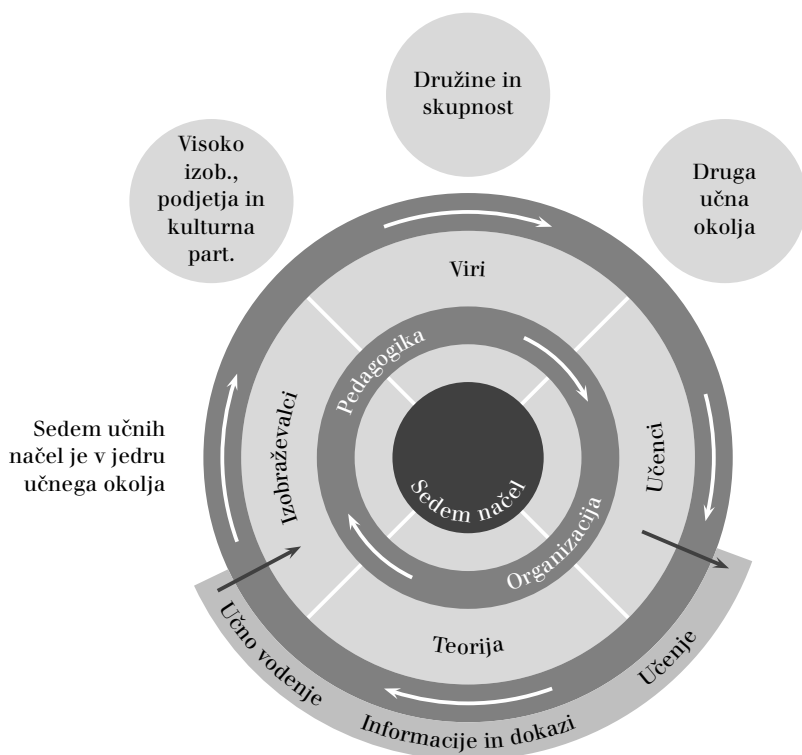 Družine in
skupnost
Visoko
izob.,
podjetja in
kulturna
part.
Druga
učna
okolja
Viri
Pedagogika
Izobraževalci
Učenci
Sedem učnih
načel je v jedru
učnega okolja
Sedem načel
Organizacija
Teorija
Učno vodenje
Učenje
Informacije in dokazi